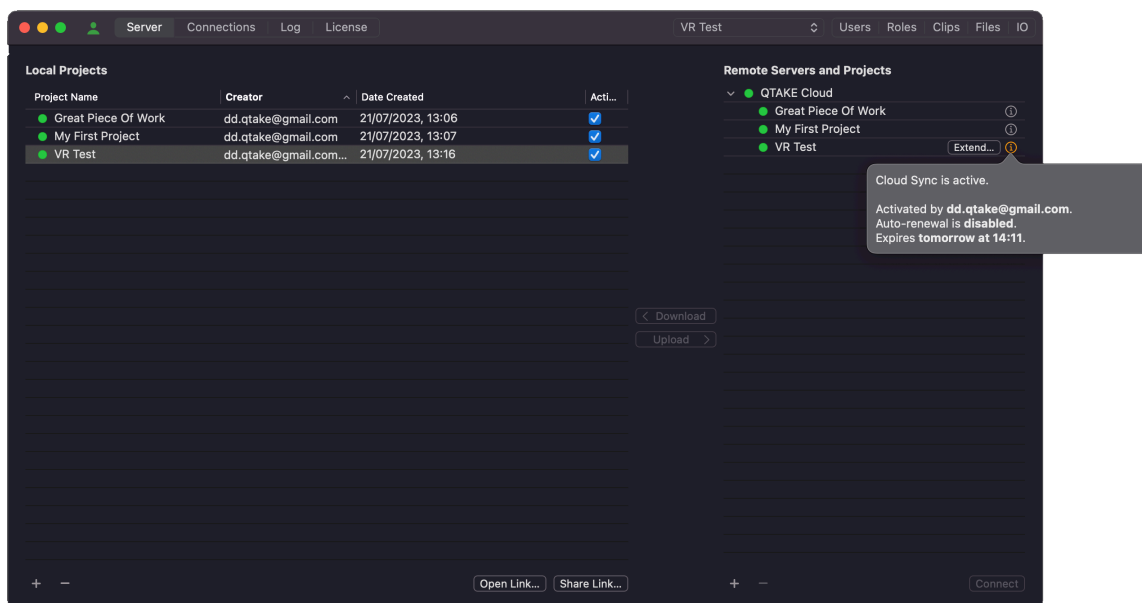 Server Connections Log License VR Test Users Roles Clips Files IO
Local Projects
Project Name Creator Date Created Acti...
Great Piece Of Work dd.qtake@gmail.com 21/07/2023, 13:06
My First Project dd.qtake@gmail.com 21/07/2023, 13:07
VR Test dd.qtake@gmail.com... 21/07/2023, 13:16
Remote Servers and Projects
QTAKE Cloud
Great Piece Of Work
My First Project
VR Test Extend...
Cloud Sync is active.
Activated by dd.qtake@gmail.com.
Auto-renewal is disabled.
Expires tomorrow at 14:11.
< Download
Upload >
+ − Open Link... Share Link...
+ − Connect